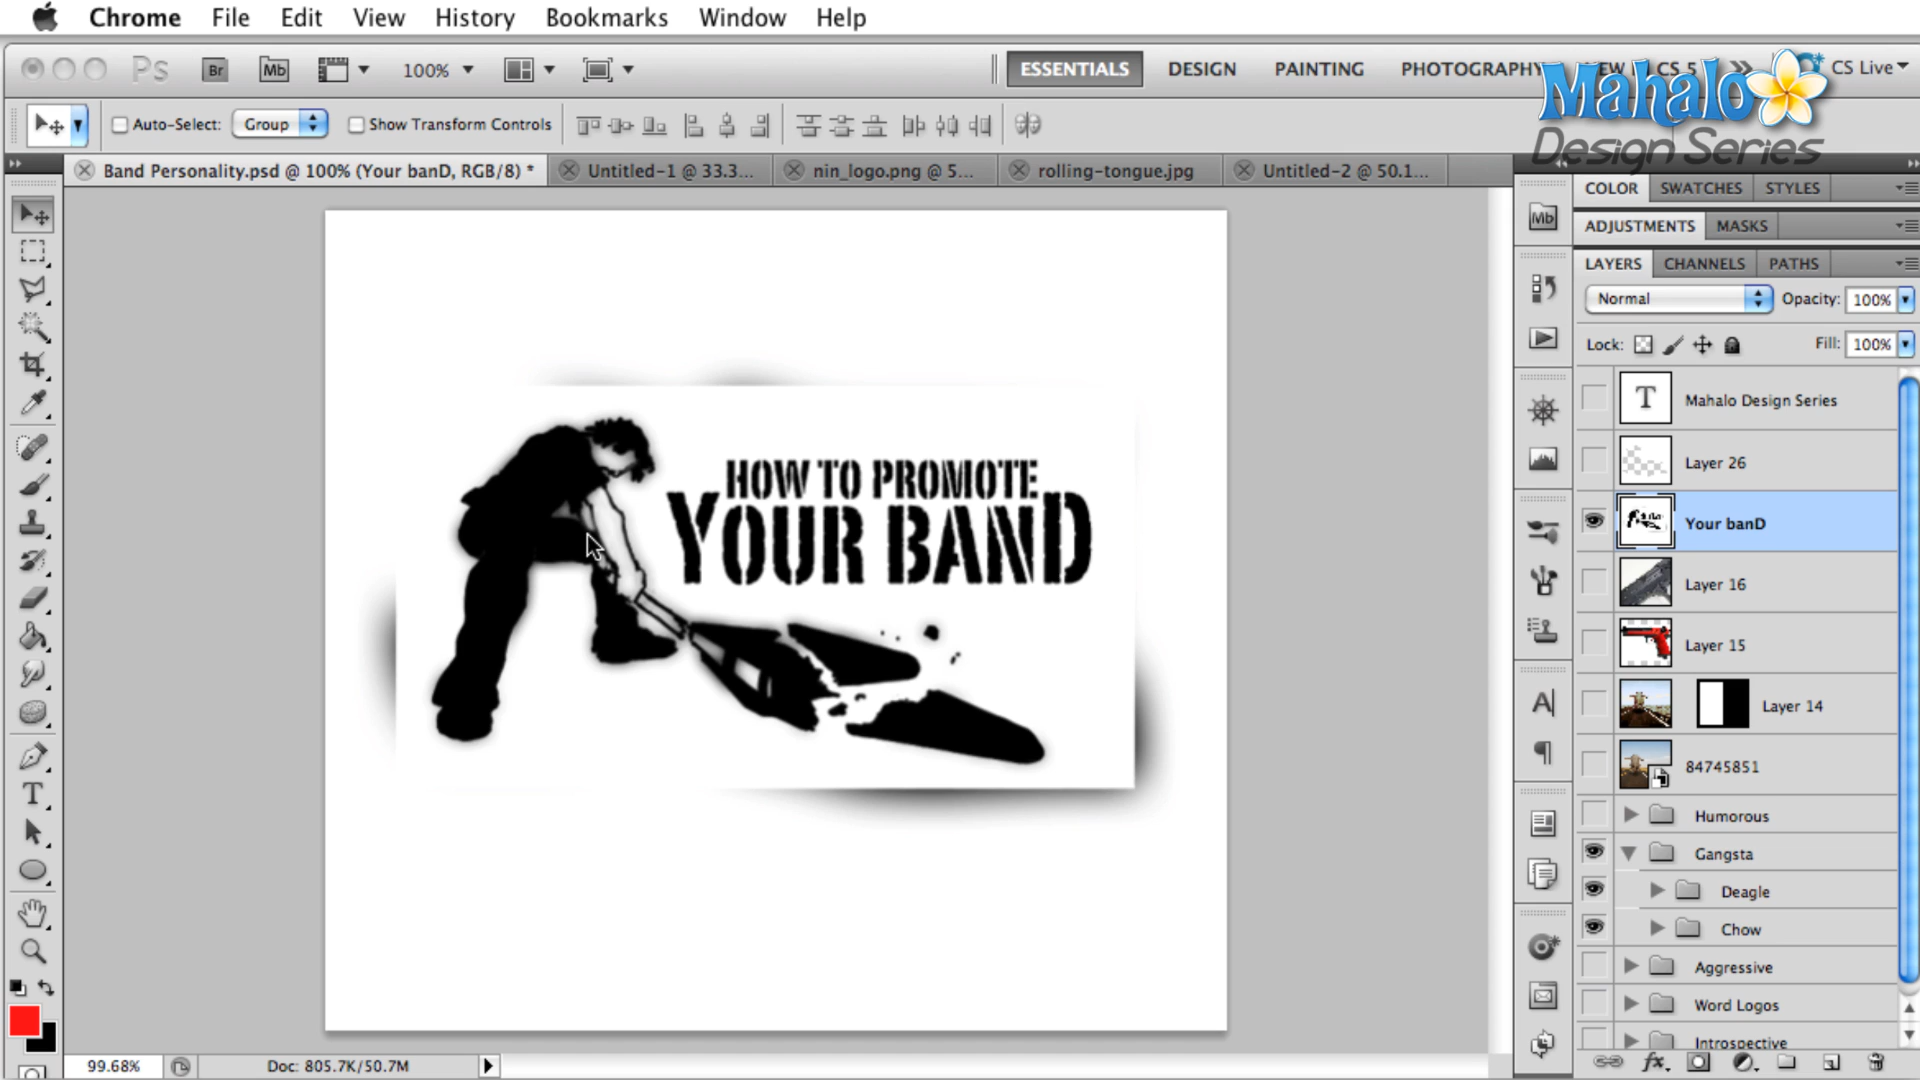 Chrome File Edit View History Bookmarks Window Help
Ps Br Mb 100% ESSENTIALS DESIGN PAINTING PHOTOGRAPHY CS 5 CS Live
Mahalo
Design Series
Auto-Select: Group Show Transform Controls
Band Personality.psd @ 100% (Your banD, RGB/8) * Untitled-1 @ 33.3... nin_logo.png @ 5... rolling-tongue.jpg Untitled-2 @ 50.1...
COLOR SWATCHES STYLES
Mb
ADJUSTMENTS MASKS
LAYERS CHANNELS PATHS
Normal Opacity: 100%
Lock: Fill: 100%
T Mahalo Design Series
Layer 26
Your banD
Layer 16
Layer 15
Layer 14
84745851
Humorous
Gangsta
Deagle
Chow
Aggressive
Word Logos
Introspective
HOW TO PROMOTE
YOUR BAND
99.68% Doc: 805.7K/50.7M